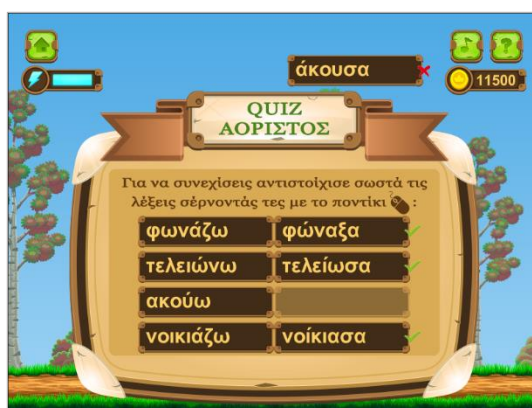 άκουσα
11500
QUIZ
ΑΟΡΙΣΤΟΣ
Για να συνεχίσεις αντιστοίχισε σωστά τις
λέξεις σέρνοντάς τες με το ποντίκι :
φωνάζω φώναξα
τελειώνω τελείωσα
ακούω
νοικιάζω νοίκιασα